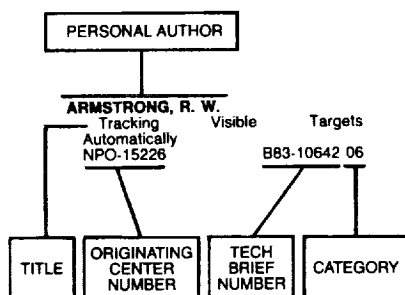 PERSONAL AUTHOR
ARMSTRONG, R. W.
Tracking Visible Targets
Automatically
NPO-15226 B83-10642 06
TITLE
ORIGINATING
CENTER
NUMBER
TECH
BRIEF
NUMBER
CATEGORY